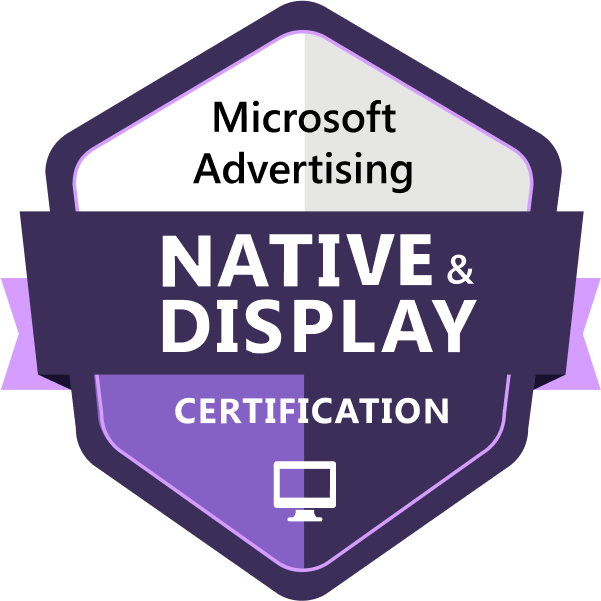 Microsoft
Advertising
NATIVE &
DISPLAY
CERTIFICATION